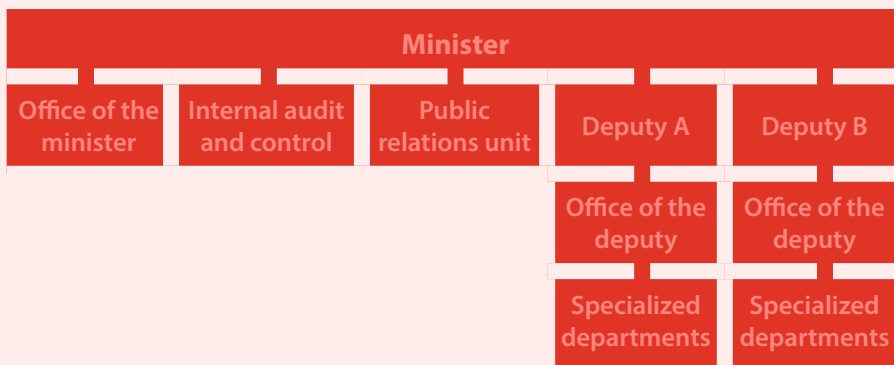 Minister
Office of the
minister
Internal audit
and control
Public
relations unit
Deputy A
Deputy B
Office of the
deputy
Office of the
deputy
Specialized
departments
Specialized
departments